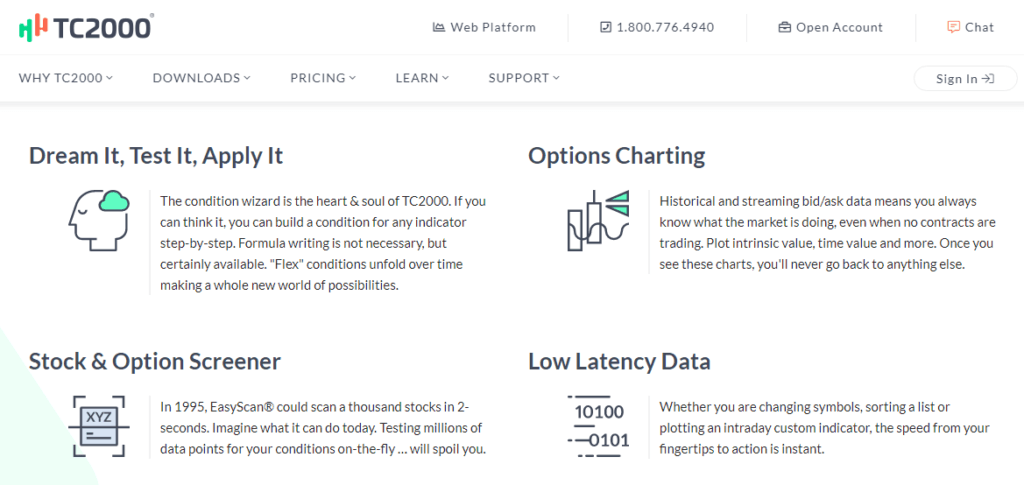 TC2000®
Web Platform
1.800.776.4940
Open Account
Chat
WHY TC2000
DOWNLOADS
PRICING
LEARN
SUPPORT
Sign In
Dream It, Test It, Apply It
The condition wizard is the heart & soul of TC2000. If you
can think it, you can build a condition for any indicator
step-by-step. Formula writing is not necessary, but
certainly available. "Flex" conditions unfold over time
making a whole new world of possibilities.
Options Charting
Historical and streaming bid/ask data means you always
know what the market is doing, even when no contracts are
trading. Plot intrinsic value, time value and more. Once you
see these charts, you'll never go back to anything else.
Stock & Option Screener
XYZ
In 1995, EasyScan® could scan a thousand stocks in 2-
seconds. Imagine what it can do today. Testing millions of
data points for your conditions on-the-fly ... will spoil you.
Low Latency Data
10100
0101
Whether you are changing symbols, sorting a list or
plotting an intraday custom indicator, the speed from your
fingertips to action is instant.